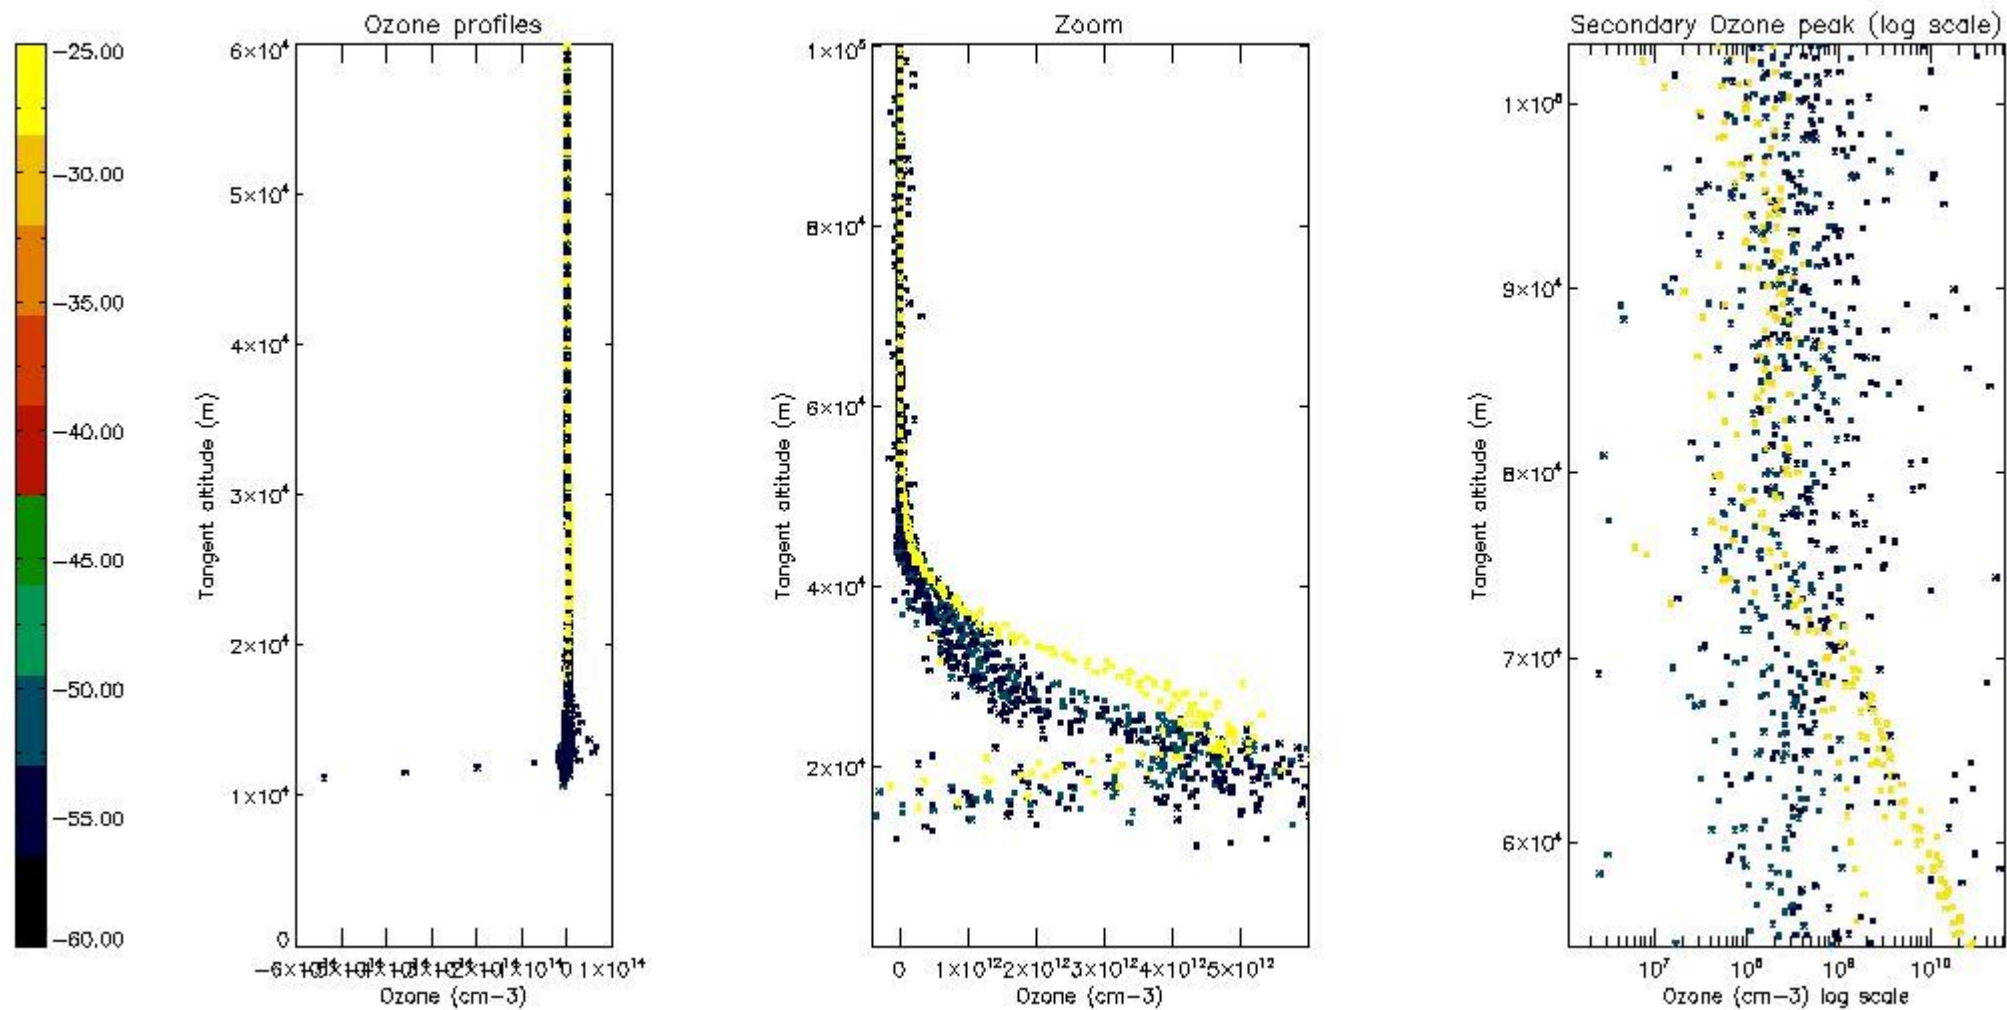 Ozone profiles
Zoom
Secondary Ozone peak (log scale)
-25.00
-30.00
-35.00
-40.00
-45.00
-50.00
-55.00
-60.00
6×10⁴
5×10⁴
4×10⁴
3×10⁴
2×10⁴
1×10⁴
0
Tangent altitude (m)
0 1×10¹⁴
Ozone (cm-3)
1×10⁵
8×10⁴
6×10⁴
4×10⁴
2×10⁴
0
Tangent altitude (m)
0 1×10¹² 2×10¹² 3×10¹² 4×10¹² 5×10¹²
Ozone (cm-3)
1×10⁵
9×10⁴
8×10⁴
7×10⁴
6×10⁴
Tangent altitude (m)
10⁷ 10⁸ 10⁹ 10¹⁰
Ozone (cm-3) log scale